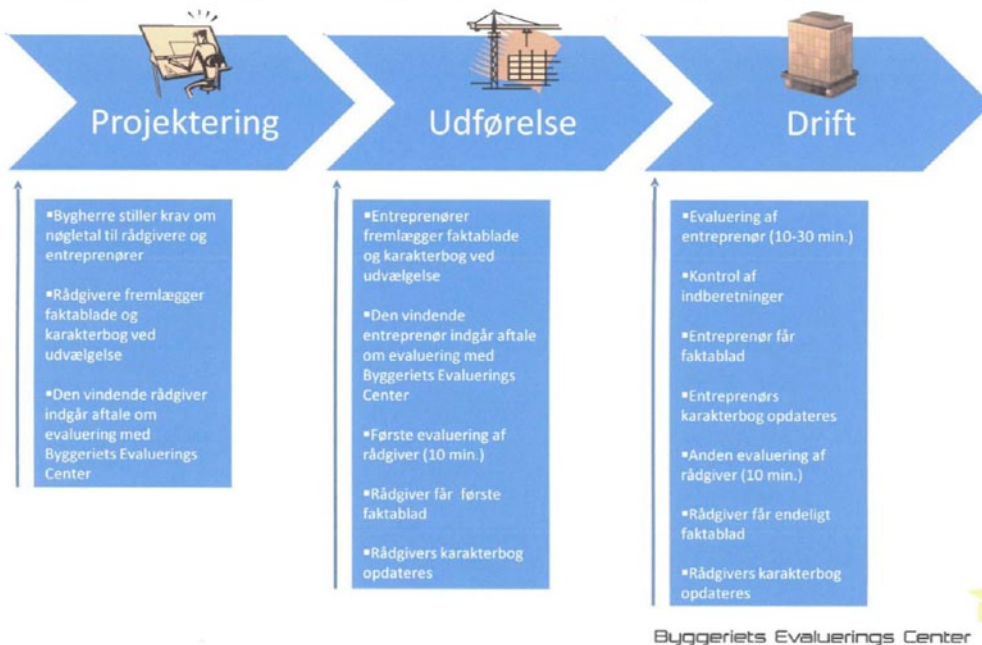 Projektering
▪Bygherre stiller krav om
nøgletal til rådgivere og
entreprenører
▪Rådgivere fremlægger
faktablade og
karakterbog ved
udvælgelse
▪Den vindende rådgiver
indgår aftale om
evaluering med
Byggeriets Evaluerings
Center
Udførelse
▪Entreprenører
fremlægger faktablade
og karakterbog ved
udvælgelse
▪Den vindende
entreprenør indgår aftale
om evaluering med
Byggeriets Evaluerings
Center
▪Første evaluering af
rådgiver (10 min.)
▪Rådgiver får  første
faktablad
▪Rådgivers karakterbog
opdateres
Drift
▪Evaluering af
entreprenør (10-30 min.)
▪Kontrol af
indberetninger
▪Entreprenør får
faktablad
▪Entreprenørs
karakterbog opdateres
▪Anden evaluering af
rådgiver (10 min.)
▪Rådgiver får endeligt
faktablad
▪Rådgivers karakterbog
opdateres
Byggeriets Evaluerings Center